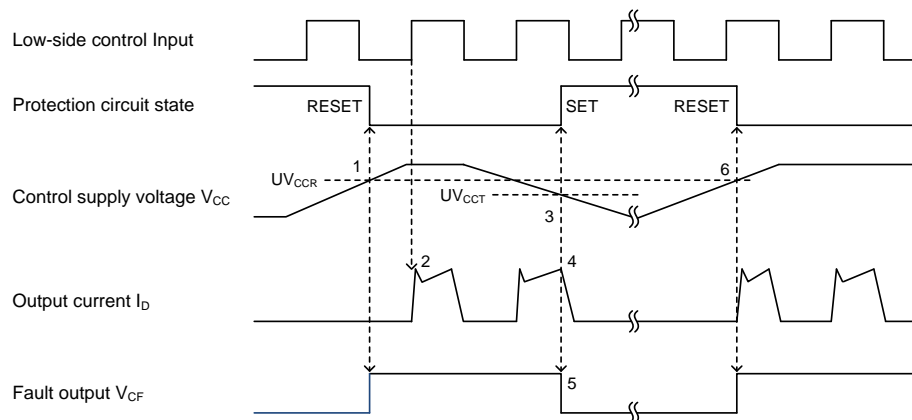 Low-side control Input
Protection circuit state
RESET
SET
RESET
1
6
UVCCR
UVCCT
Control supply voltage VCC
3
2
4
Output current ID
5
Fault output VCF